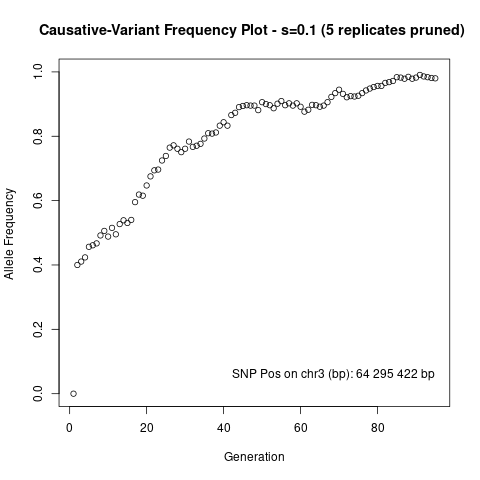 Causative-Variant Frequency Plot - s=0.1 (5 replicates pruned)
1.0
0.8
0.6
0.4
0.2
0.0
Allele Frequency
SNP Pos on chr3 (bp): 64 295 422 bp
0 20 40 60 80
Generation